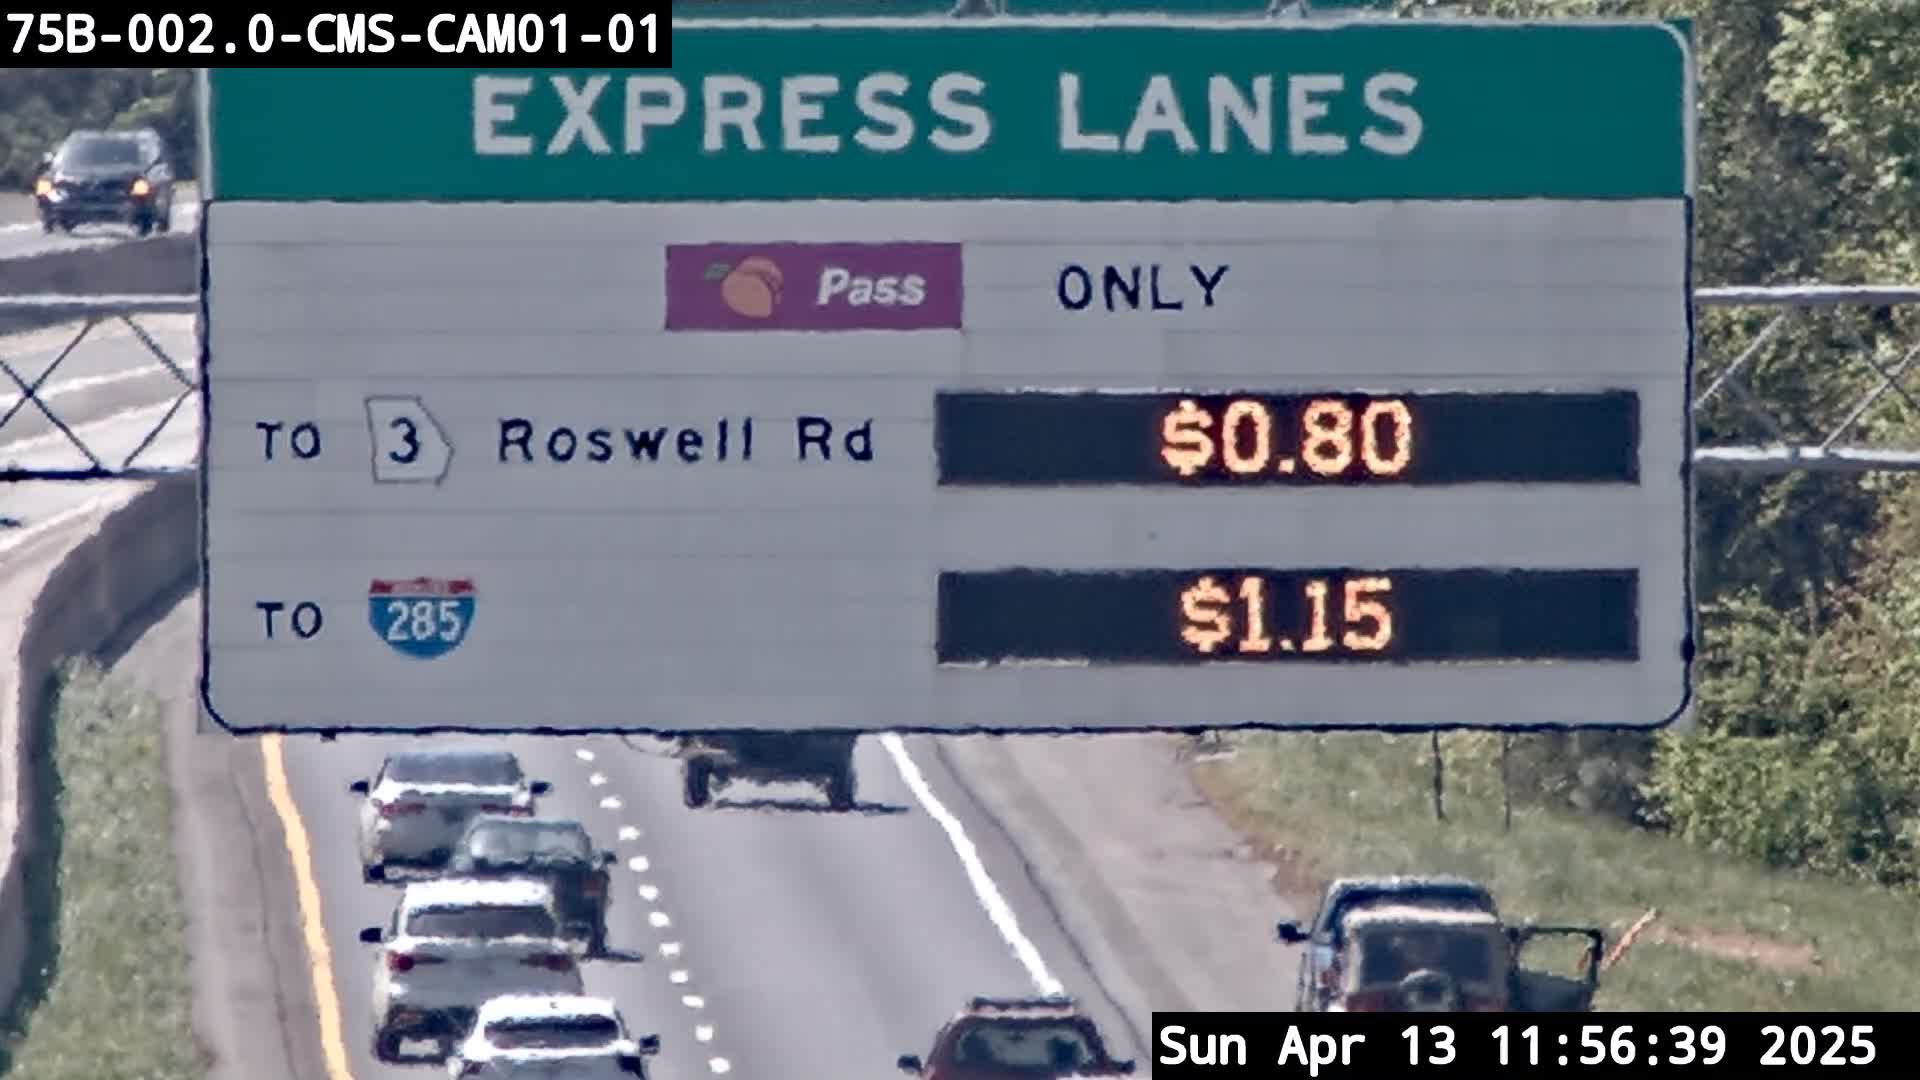 75B-002.0-CMS-CAM01-01
EXPRESS LANES
Pass ONLY
TO 3 Roswell Rd $0.80
TO 285 $1.15
Sun Apr 13 11:56:39 2025